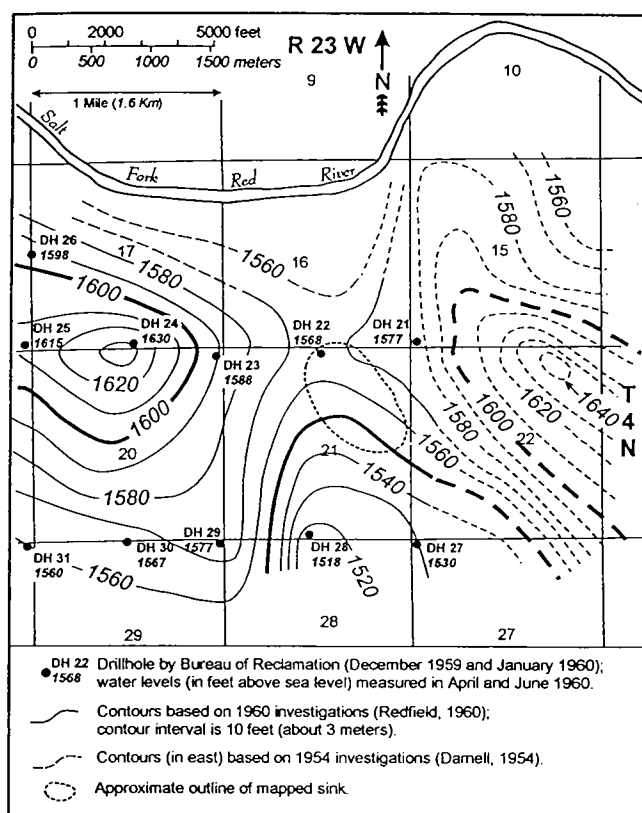 0 2000 5000 feet
R 23 W
0 500 1000 1500 meters
N
9
10
1 Mile (1.6 Km)
Salt Fork Red River
1580
1560
DH 26
1598
17
1580
1560
16
15
1600
DH 25
1615
DH 24
1630
DH 22
1568
DH 21
1577
DH 23
1588
1620
1600
1580
1600
1620
1640
T 4 N
20
21
22
1560
1540
1580
DH 31
1560
DH 30
1567
DH 29
1577
DH 28
1518
DH 27
1530
1560
1520
29
28
27
DH 22 Drillhole by Bureau of Reclamation (December 1959 and January 1960);
1568 water levels (in feet above sea level) measured in April and June 1960.
Contours based on 1960 investigations (Redfield, 1960);
contour interval is 10 feet (about 3 meters).
Contours (in east) based on 1954 investigations (Darnell, 1954).
Approximate outline of mapped sink.